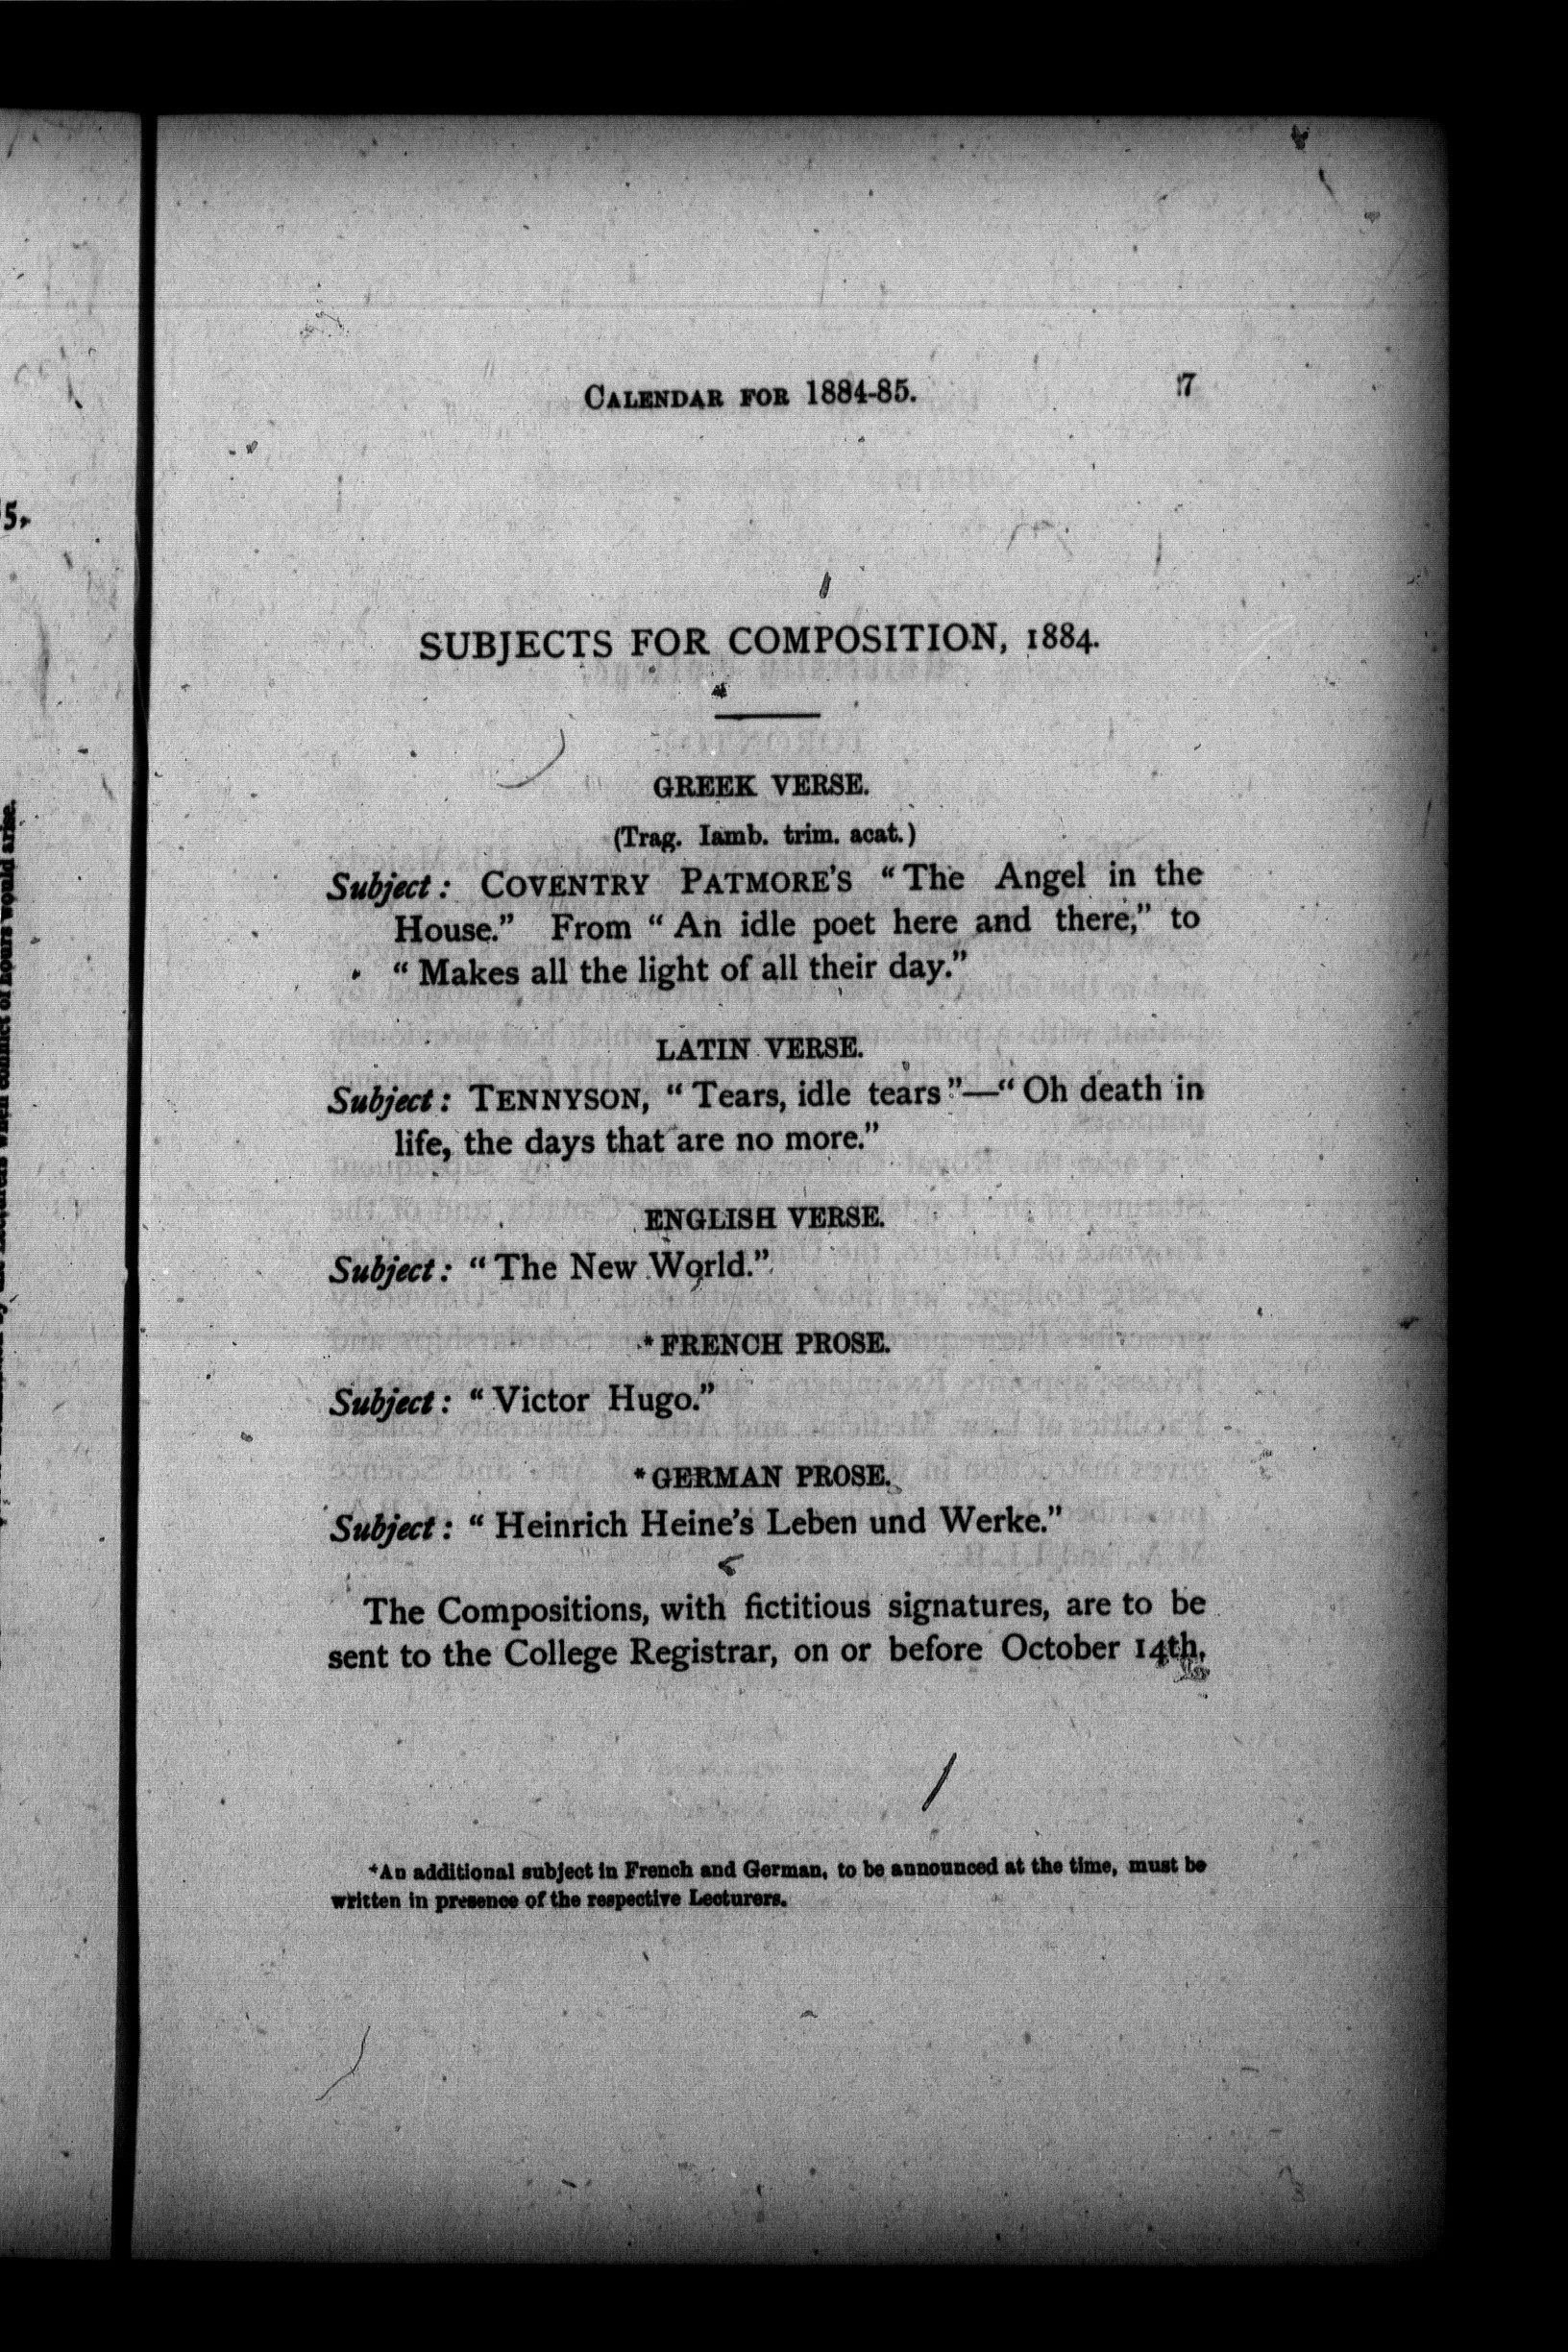 CALENDAR FOR 1884-85. 7
SUBJECTS FOR COMPOSITION, 1884.
GREEK VERSE.
(Trag. Iamb. trim. acat.)
Subject: COVENTRY PATMORE'S “The Angel in the
House.” From “An idle poet here and there,” to
“Makes all the light of all their day.”
LATIN VERSE.
Subject: TENNYSON, “Tears, idle tears”—“Oh death in
life, the days that are no more.”
ENGLISH VERSE.
Subject: “The New World.”
*FRENCH PROSE.
Subject: “Victor Hugo.”
*GERMAN PROSE.
Subject: “Heinrich Heine's Leben und Werke.”
The Compositions, with fictitious signatures, are to be
sent to the College Registrar, on or before October 14th.
*An additional subject in French and German, to be announced at the time, must be
written in presence of the respective Lecturers.